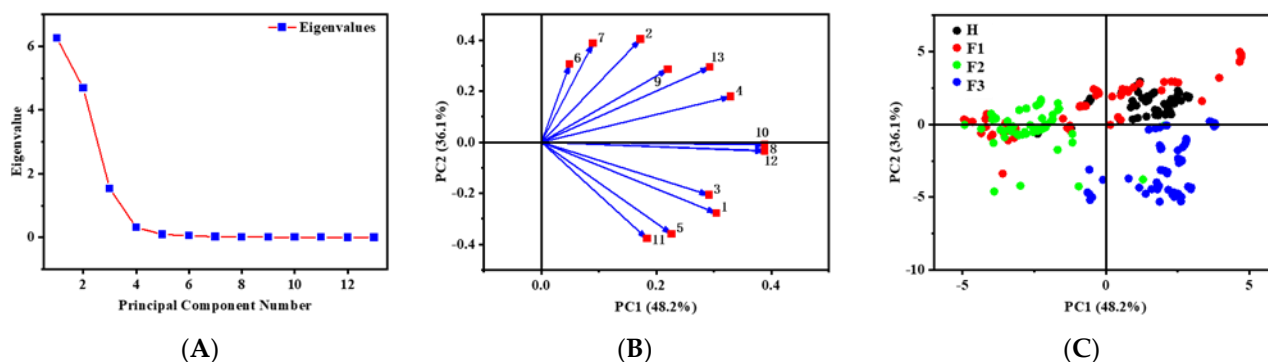 Eigenvalues
6
4
2
0
Eigenvalue
2
4
6
8
10
12
Principal Component Number
(A)
0.4
0.2
0.0
-0.2
-0.4
PC2 (36.1%)
6
7
2
9
13
4
10
8
12
3
1
5
11
0.0
0.2
0.4
PC1 (48.2%)
(B)
H
F1
F2
F3
5
0
-5
-10
PC2 (36.1%)
-5
0
5
PC1 (48.2%)
(C)